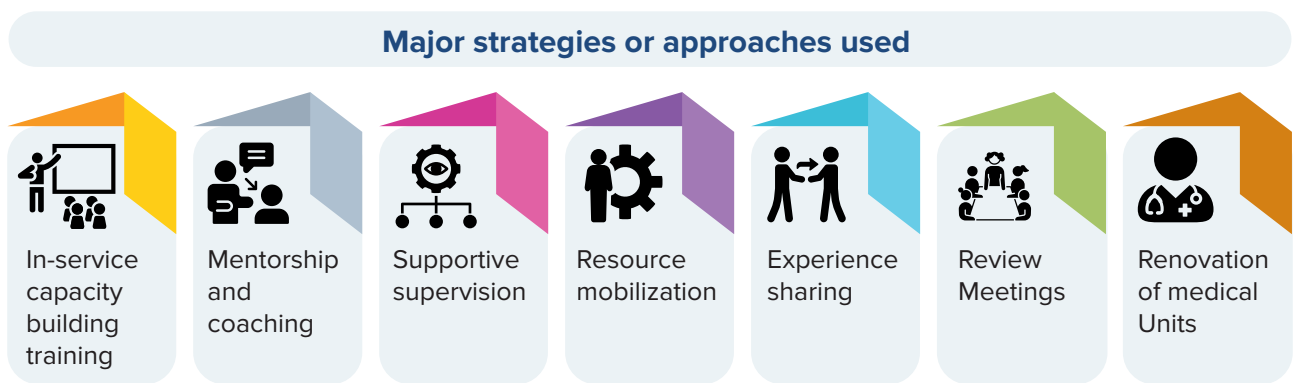 Major strategies or approaches used
In-service
capacity
building
training
Mentorship
and
coaching
Supportive
supervision
Resource
mobilization
Experience
sharing
Review
Meetings
Renovation
of medical
Units